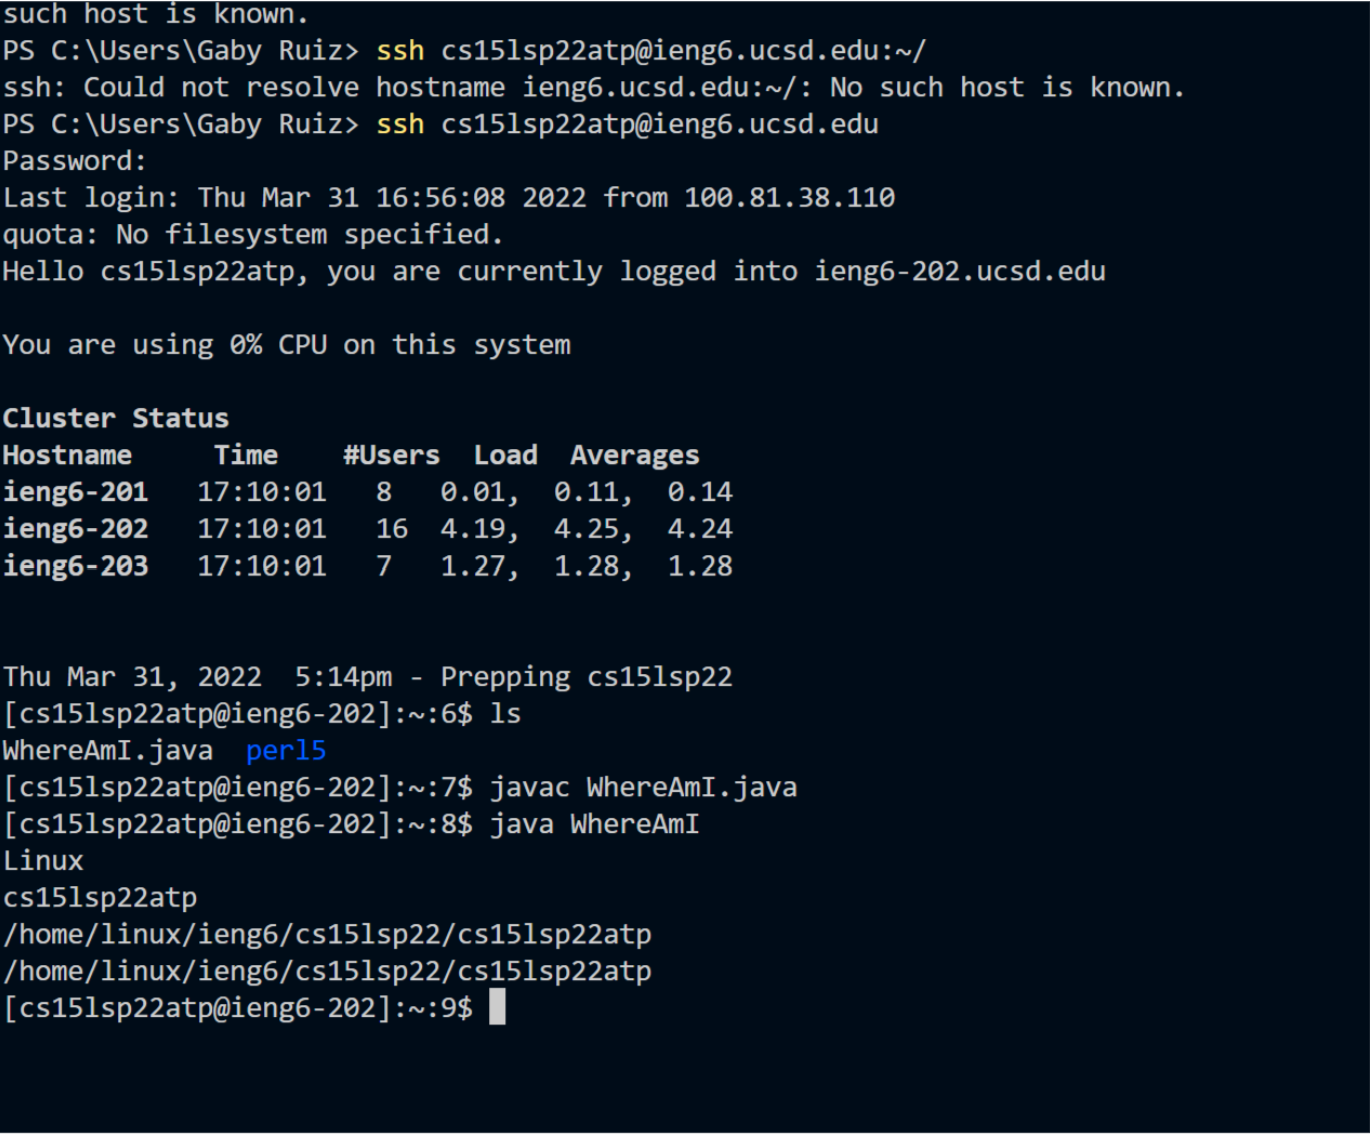 such host is known.
PS C:\Users\Gaby Ruiz> ssh cs15lsp22atp@ieng6.ucsd.edu:~/
ssh: Could not resolve hostname ieng6.ucsd.edu:~/: No such host is known.
PS C:\Users\Gaby Ruiz> ssh cs15lsp22atp@ieng6.ucsd.edu
Password:
Last login: Thu Mar 31 16:56:08 2022 from 100.81.38.110
quota: No filesystem specified.
Hello cs15lsp22atp, you are currently logged into ieng6-202.ucsd.edu
You are using 0% CPU on this system
Cluster Status
Hostname     Time    #Users  Load  Averages
ieng6-201   17:10:01   8   0.01,  0.11,  0.14
ieng6-202   17:10:01   16  4.19,  4.25,  4.24
ieng6-203   17:10:01   7   1.27,  1.28,  1.28
Thu Mar 31, 2022  5:14pm - Prepping cs15lsp22
[cs15lsp22atp@ieng6-202]:~:6$ ls
WhereAmI.java  perl5
[cs15lsp22atp@ieng6-202]:~:7$ javac WhereAmI.java
[cs15lsp22atp@ieng6-202]:~:8$ java WhereAmI
Linux
cs15lsp22atp
/home/linux/ieng6/cs15lsp22/cs15lsp22atp
/home/linux/ieng6/cs15lsp22/cs15lsp22atp
[cs15lsp22atp@ieng6-202]:~:9$